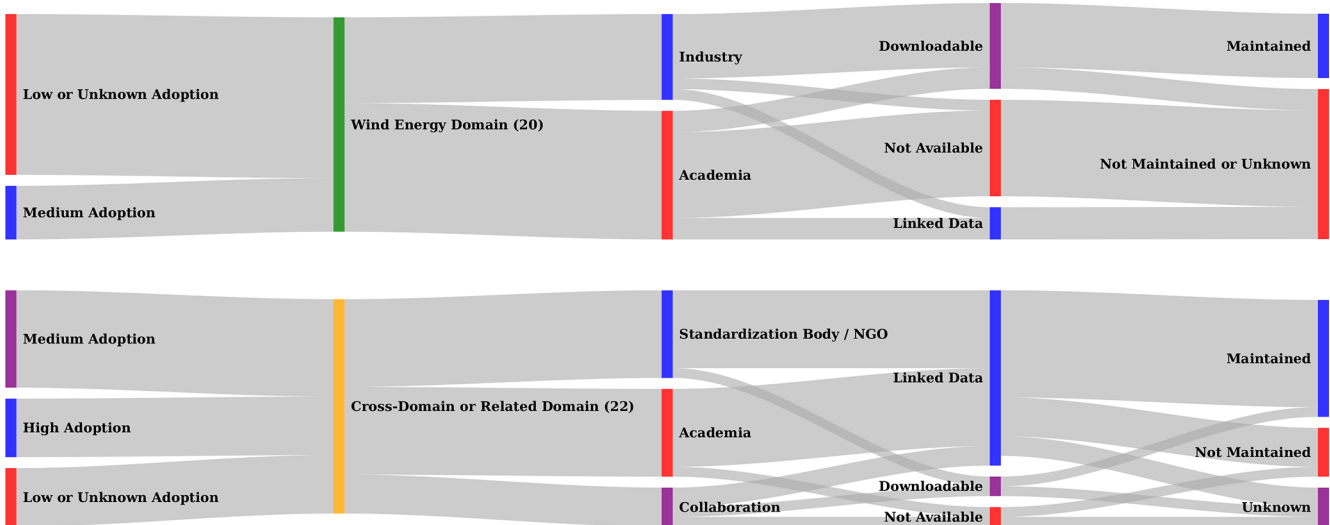 Low or Unknown Adoption
Medium Adoption
Wind Energy Domain (20)
Industry
Academia
Downloadable
Not Available
Linked Data
Maintained
Not Maintained or Unknown
Medium Adoption
High Adoption
Low or Unknown Adoption
Cross-Domain or Related Domain (22)
Standardization Body / NGO
Academia
Collaboration
Linked Data
Downloadable
Not Available
Maintained
Not Maintained
Unknown